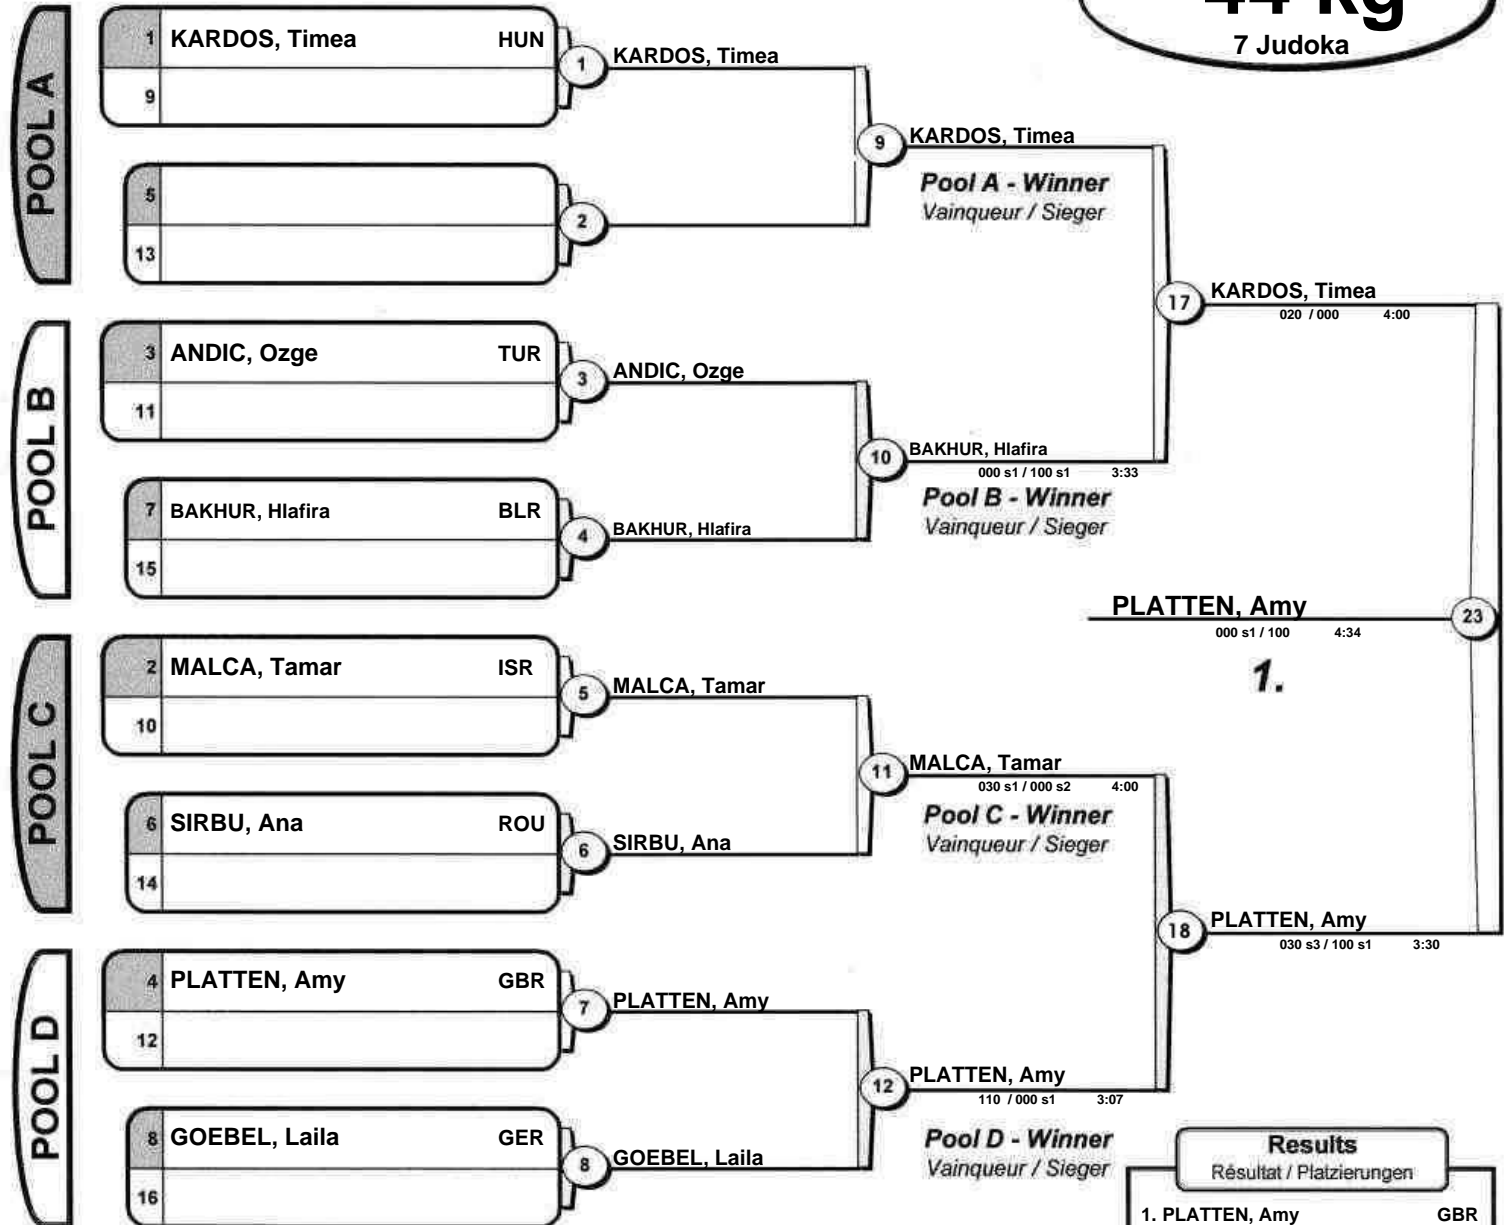 44 kg
7 Judoka
POOL A
1 KARDOS, Timea HUN
9
1 KARDOS, Timea
5
13
2
9 KARDOS, Timea
Pool A - Winner
Vainqueur / Sieger
POOL B
3 ANDIC, Ozge TUR
11
3 ANDIC, Ozge
7 BAKHUR, Hlafira BLR
15
4 BAKHUR, Hlafira
10 BAKHUR, Hlafira
000 s1 / 100 s1 3:33
Pool B - Winner
Vainqueur / Sieger
17 KARDOS, Timea
020 / 000 4:00
POOL C
2 MALCA, Tamar ISR
10
5 MALCA, Tamar
6 SIRBU, Ana ROU
14
6 SIRBU, Ana
11 MALCA, Tamar
030 s1 / 000 s2 4:00
Pool C - Winner
Vainqueur / Sieger
POOL D
4 PLATTEN, Amy GBR
12
7 PLATTEN, Amy
8 GOEBEL, Laila GER
16
8 GOEBEL, Laila
12 PLATTEN, Amy
110 / 000 s1 3:07
Pool D - Winner
Vainqueur / Sieger
18 PLATTEN, Amy
030 s3 / 100 s1 3:30
PLATTEN, Amy 23
000 s1 / 100 4:34
1.
Results
Résultat / Platzierungen
1. PLATTEN, Amy GBR